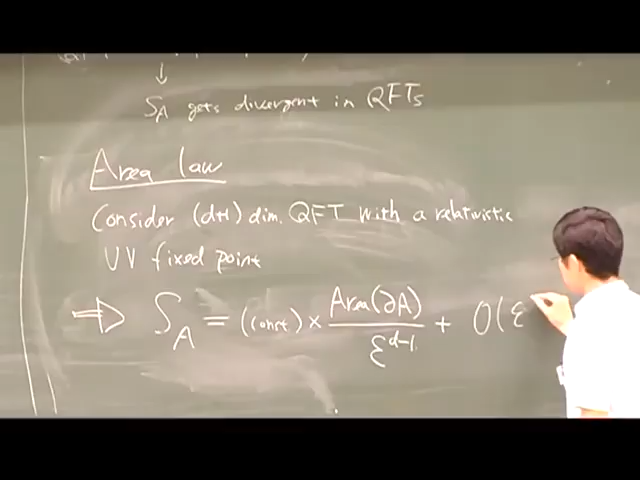 ↓
S_A gets divergent in QFTs
Area law
Consider (d+1) dim. QFT with a relativistic
UV fixed point
⇒ S_A = (const) × Area(∂A) / ε^{d-1} + O(ε